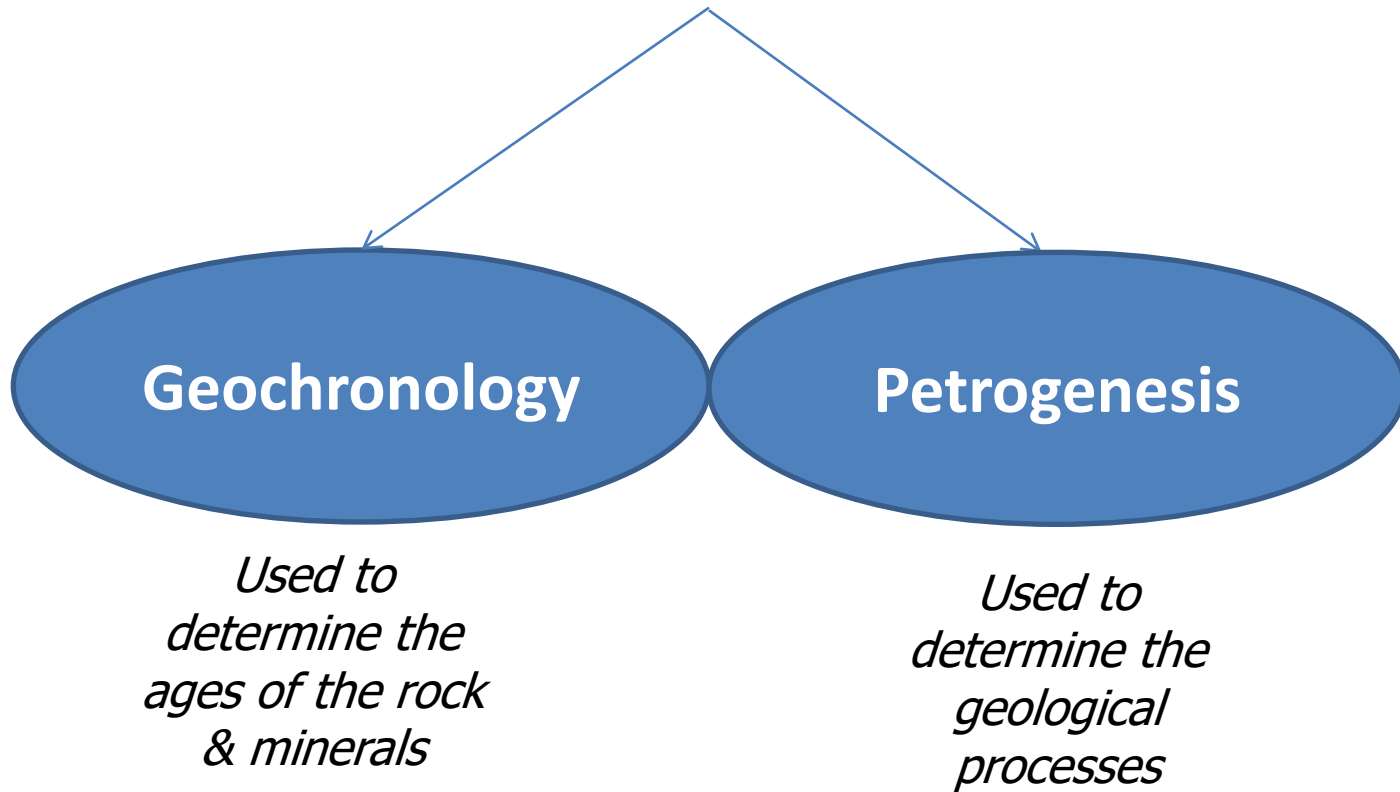 Geochronology
Petrogenesis
Used to
determine the
ages of the rock
& minerals
Used to
determine the
geological
processes